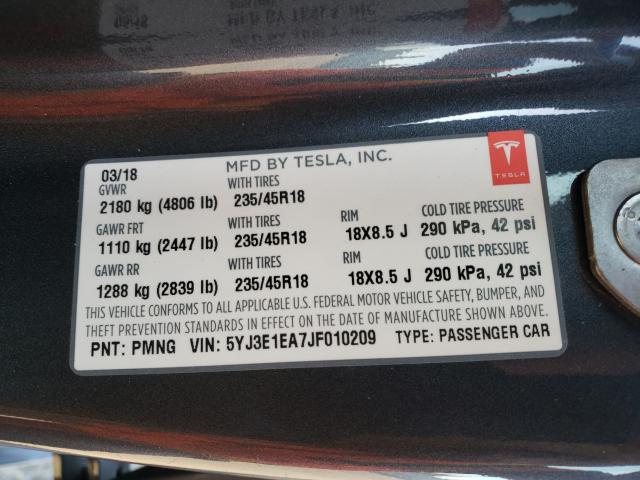 03/18 MFD BY TESLA, INC.
TESLA
GVWR WITH TIRES
2180 kg (4806 lb) 235/45R18
GAWR FRT WITH TIRES RIM COLD TIRE PRESSURE
1110 kg (2447 lb) 235/45R18 18X8.5 J 290 kPa, 42 psi
GAWR RR WITH TIRES RIM COLD TIRE PRESSURE
1288 kg (2839 lb) 235/45R18 18X8.5 J 290 kPa, 42 psi
THIS VEHICLE CONFORMS TO ALL APPLICABLE U.S. FEDERAL MOTOR VEHICLE SAFETY, BUMPER, AND
THEFT PREVENTION STANDARDS IN EFFECT ON THE DATE OF MANUFACTURE SHOWN ABOVE.
PNT: PMNG VIN: 5YJ3E1EA7JF010209 TYPE: PASSENGER CAR